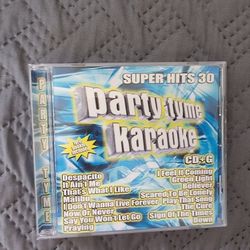 PARTY TYME
SUPER HITS 30
party tyme
karaoke
CD+G
Despacito
It Ain't Me
That's What I Like
Malibu
I Don't Wanna Live Forever
Now Or Never
Say You Won't Let Go
Praying
I Feel It Coming
Green Light
Believer
Scared To Be Lonely
Play That Song
The Cure
Sign Of The Times
Down